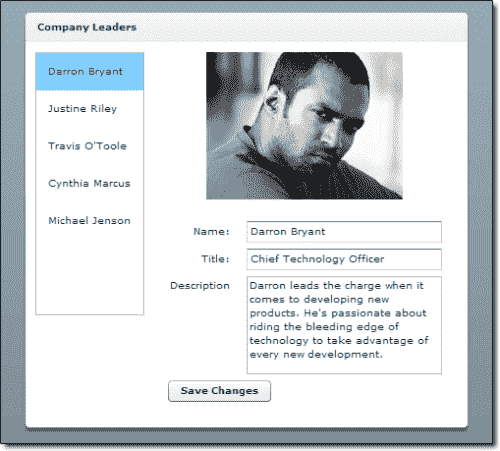 Company Leaders
Darron Bryant
Justine Riley
Travis O'Toole
Cynthia Marcus
Michael Jenson
Name: Darron Bryant
Title: Chief Technology Officer
Description
Darron leads the charge when it
comes to developing new
products. He's passionate about
riding the bleeding edge of
technology to take advantage of
every new development.
Save Changes